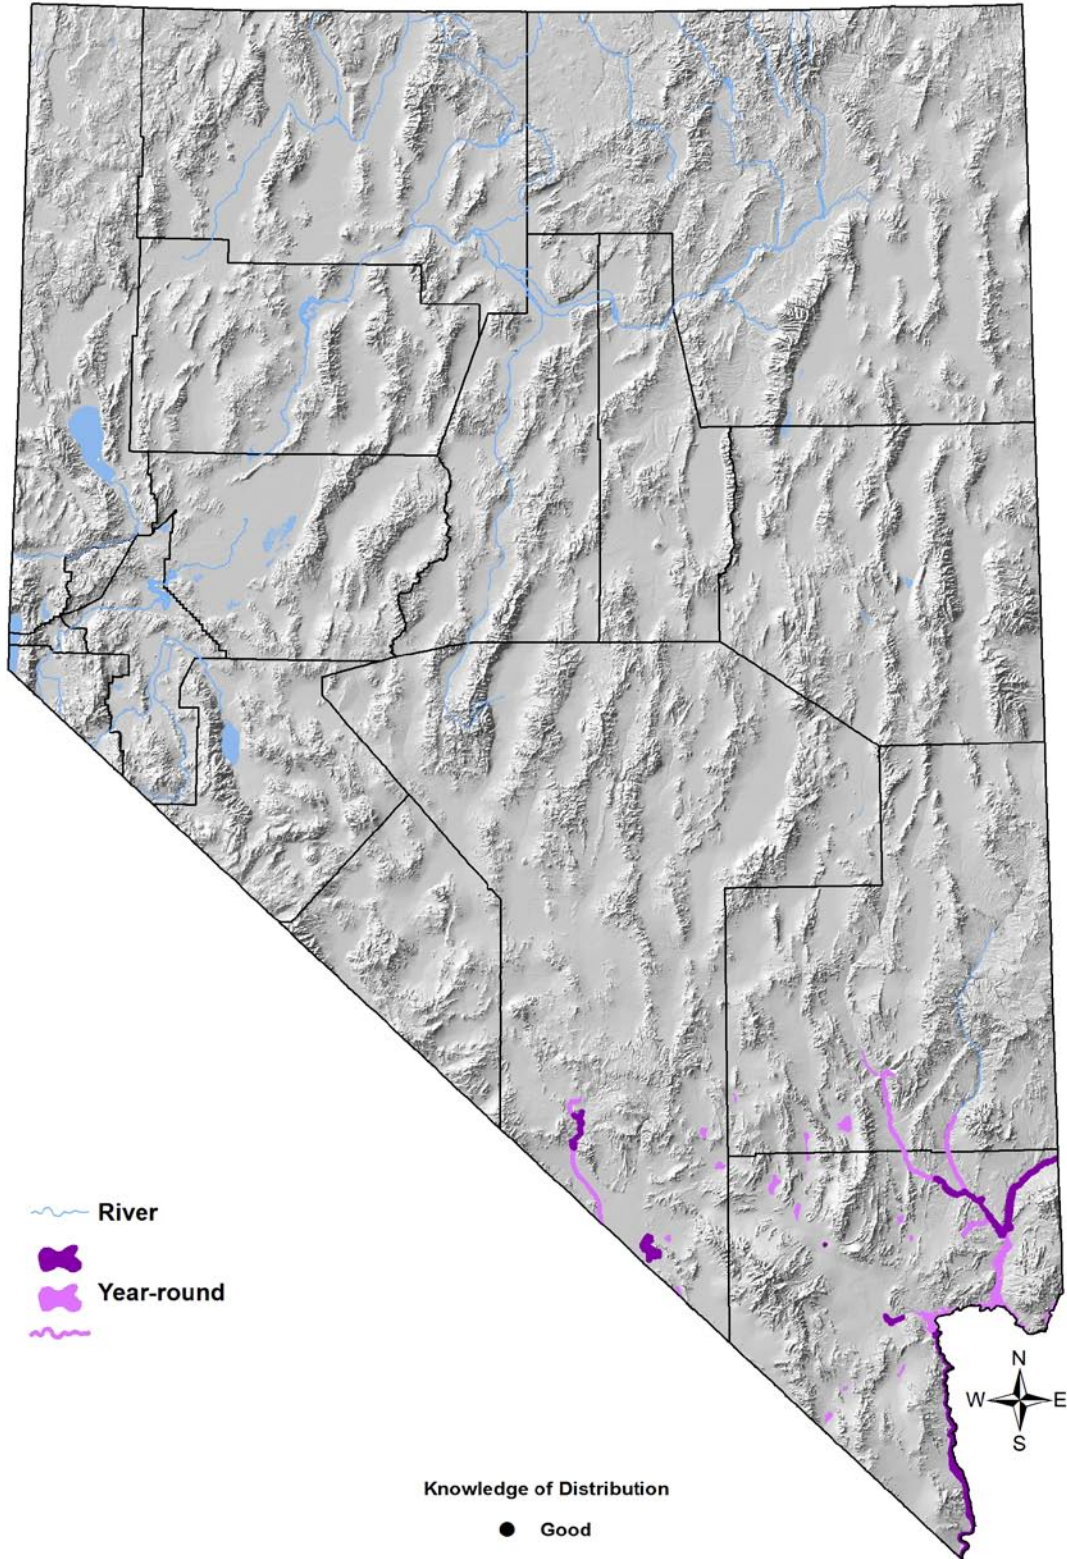 River
Year-round
N
W E
S
Knowledge of Distribution
Good